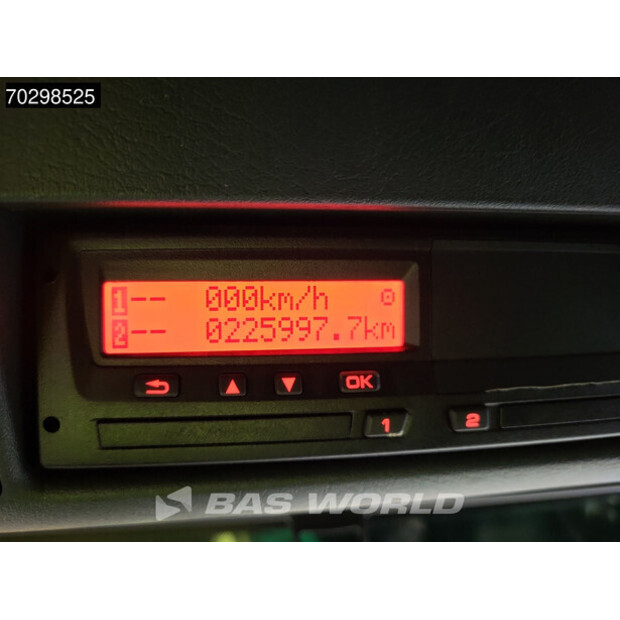 70298525
1-- 000km/h
2-- 0225997.7km
OK
1
2
BAS WORLD